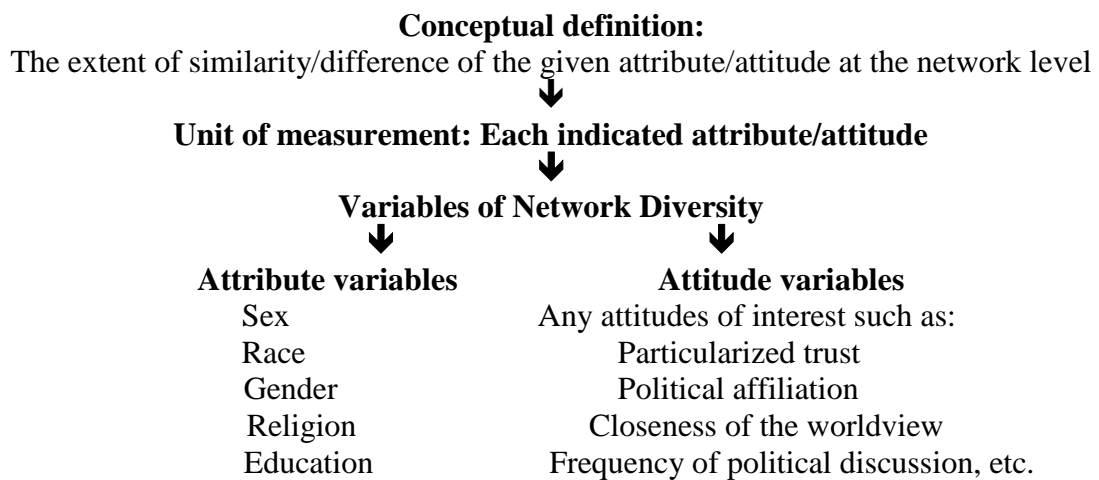 Conceptual definition:
The extent of similarity/difference of the given attribute/attitude at the network level
Unit of measurement: Each indicated attribute/attitude
Variables of Network Diversity
Attribute variables
Sex
Race
Gender
Religion
Education
Attitude variables
Any attitudes of interest such as:
Particularized trust
Political affiliation
Closeness of the worldview
Frequency of political discussion, etc.